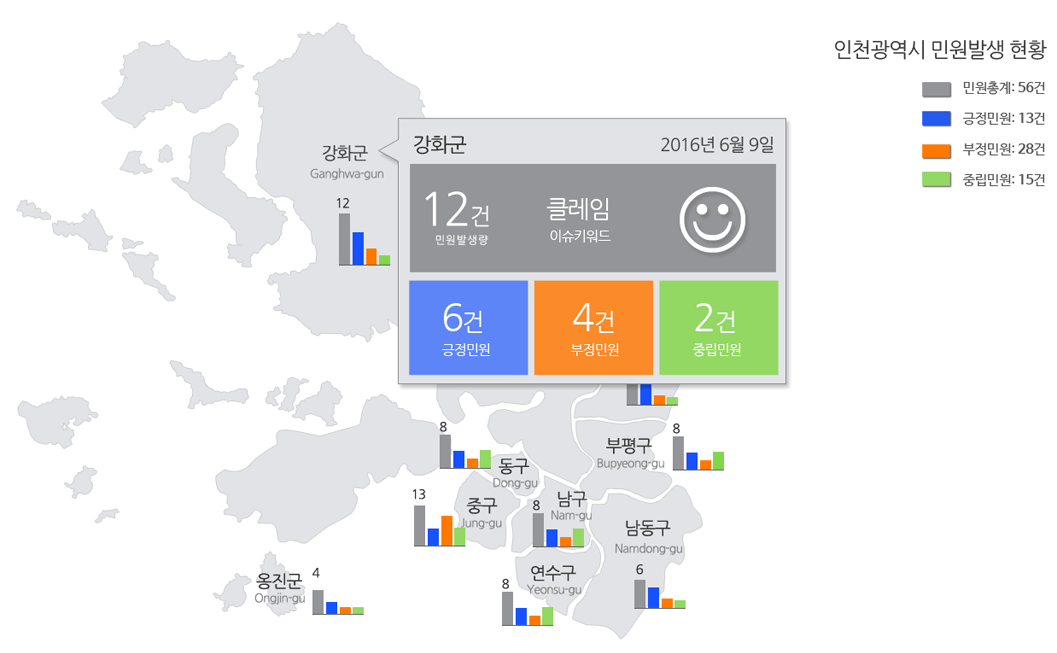 인천광역시 민원발생 현황
민원총계: 56건
긍정민원: 13건
부정민원: 28건
중립민원: 15건
강화군
Ganghwa-gun
12
강화군
2016년 6월 9일
12건
민원발생량
클레임
이슈키워드
6건
긍정민원
4건
부정민원
2건
중립민원
8
동구
Dong-gu
부평구
Bupyeong-gu
8
13
중구
Jung-gu
8
남구
Nam-gu
남동구
Namdong-gu
6
옹진군
Ongjin-gu
4
연수구
Yeonsu-gu
8